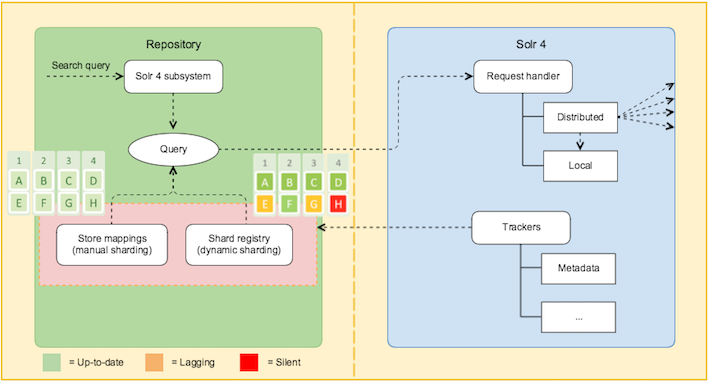 Repository
Solr 4
Search query
Solr 4 subsystem
Request handler
Distributed
Query
Local
1 2 3 4
A B C D
E F G H
1 2 3 4
A B C D
E F G H
Store mappings
(manual sharding)
Shard registry
(dynamic sharding)
Trackers
Metadata
...
= Up-to-date
= Lagging
= Silent